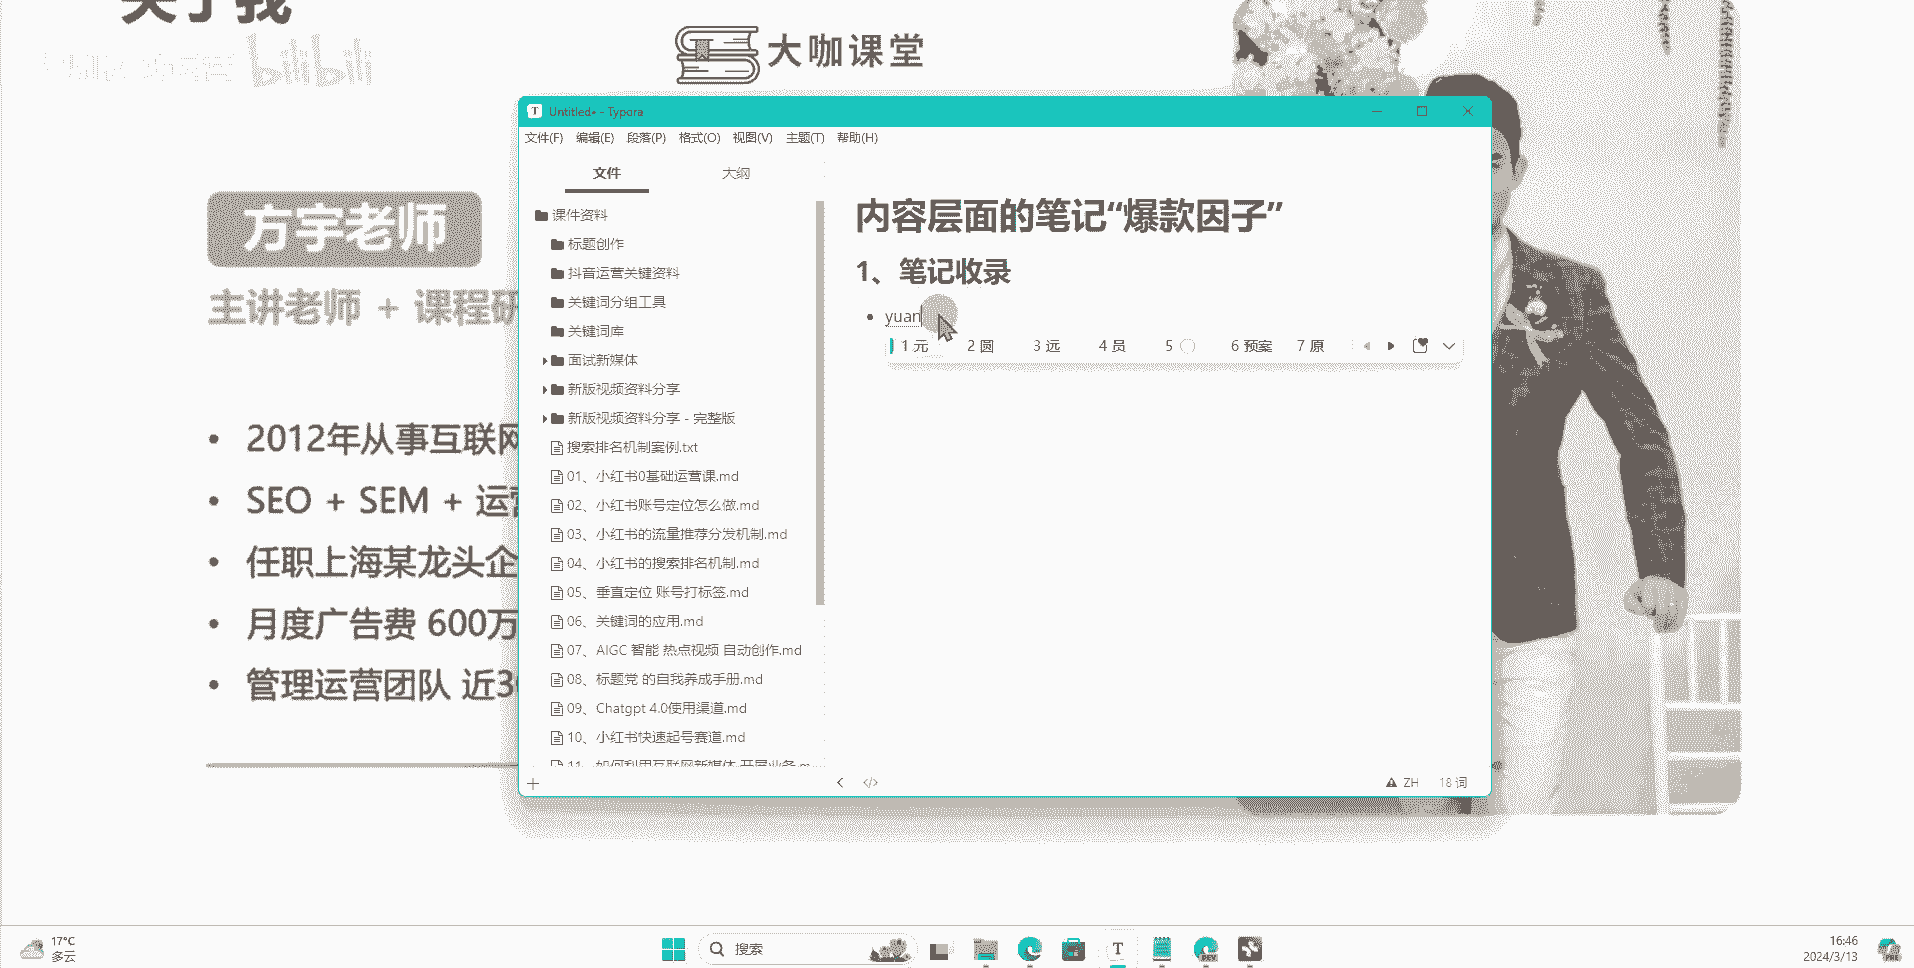 关于我
bilibili
大咖课堂
方宇老师
主讲老师 + 课程研
2012年从事互联网
SEO + SEM + 运营
任职上海某龙头企
月度广告费 600万
管理运营团队 近30
Untitled• - Typora
文件(F) 编辑(E) 段落(P) 格式(O) 视图(V) 主题(T) 帮助(H)
文件 大纲
课件资料
标题创作
抖音运营关键资料
关键词分组工具
关键词库
面试新媒体
新版视频资料分享
新版视频资料分享 - 完整版
搜索排名机制案例.txt
01、小红书0基础运营课.md
02、小红书账号定位怎么做.md
03、小红书的流量推荐分发机制.md
04、小红书的搜索排名机制.md
05、垂直定位 账号打标签.md
06、关键词的应用.md
07、AIGC 智能 热点视频 自动创作.md
08、标题党 的自我养成手册.md
09、Chatgpt 4.0使用渠道.md
10、小红书快速起号赛道.md
11、如何利用互联网新媒体 开展业务.m
内容层面的笔记“爆款因子”
1、笔记收录
yuan
1 元 2 圆 3 远 4 员 5 〇 6 预案 7 原
ZH 18 词
17°C
多云
搜索
16:46
2024/3/13